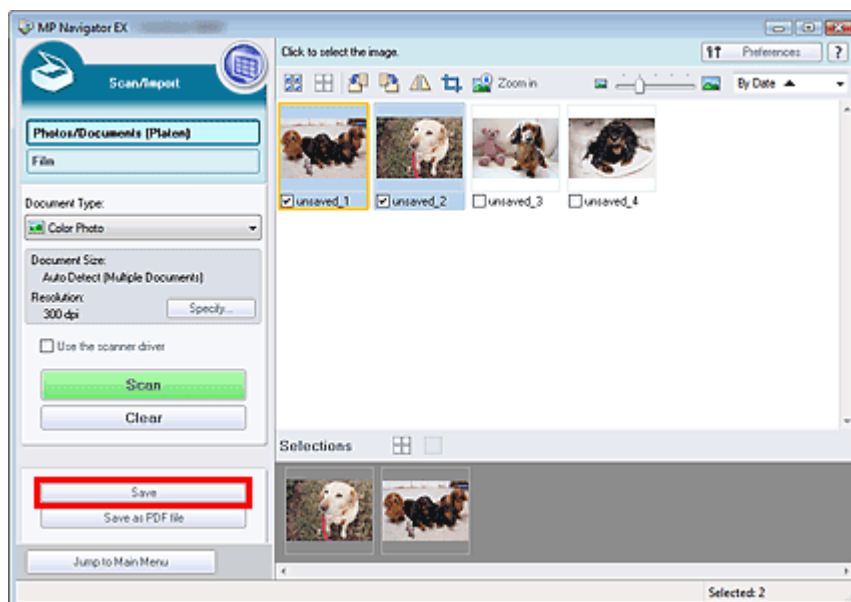 MP Navigator EX
Scan/Import
Click to select the image.
Preferences
?
Zoom in
By Date
Photos/Documents (Platen)
Film
Document Type:
Color Photo
Document Size:
Auto Detect (Multiple Documents)
Resolution:
300 dpi
Specify...
Use the scanner driver
Scan
Clear
unsaved_1
unsaved_2
unsaved_3
unsaved_4
Selections
Save
Save as PDF file
Jump to Main Menu
Selected: 2